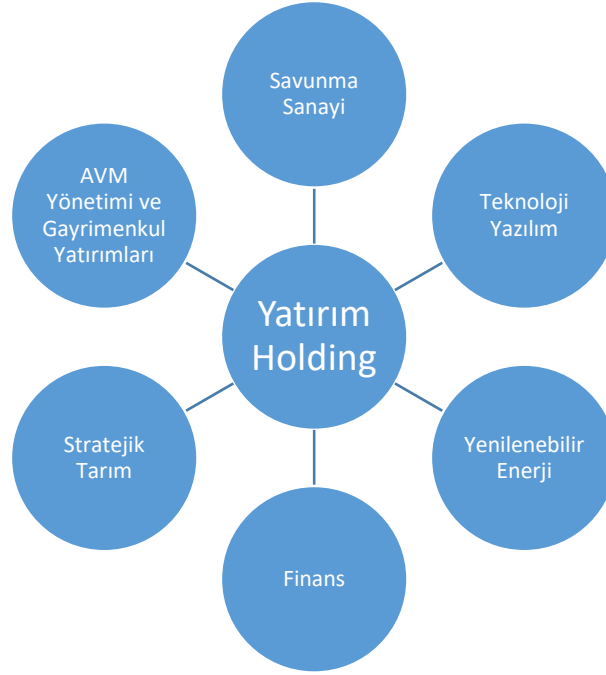 Savunma
Sanayi
AVM
Yönetimi ve
Gayrimenkul
Yatırımları
Teknoloji
Yazılım
Yatırım
Holding
Stratejik
Tarım
Yenilenebilir
Enerji
Finans